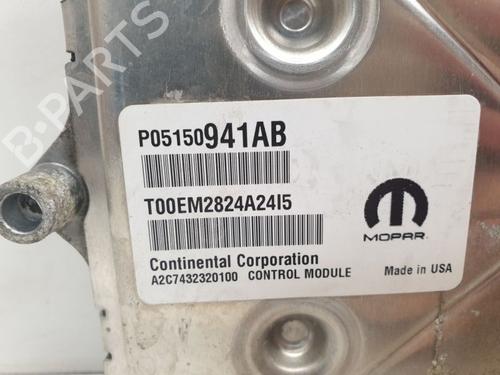 B-PARTS
P05150941AB
T00EM2824A24I5
MOPAR
Continental Corporation
A2C7432320100 CONTROL MODULE
Made in USA